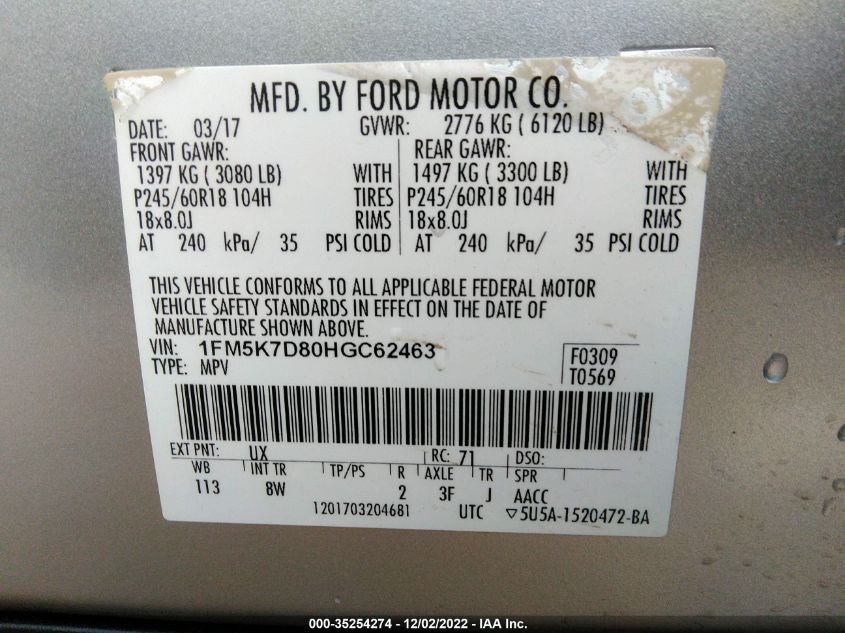 MFD. BY FORD MOTOR CO.
DATE: 03/17 GVWR: 2776 KG ( 6120 LB)
FRONT GAWR: REAR GAWR:
1397 KG ( 3080 LB) WITH 1497 KG ( 3300 LB) WITH
P245/60R18 104H TIRES P245/60R18 104H TIRES
18x8.0J RIMS 18x8.0J RIMS
AT 240 kPa/ 35 PSI COLD AT 240 kPa/ 35 PSI COLD
THIS VEHICLE CONFORMS TO ALL APPLICABLE FEDERAL MOTOR
VEHICLE SAFETY STANDARDS IN EFFECT ON THE DATE OF
MANUFACTURE SHOWN ABOVE.
VIN: 1FM5K7D80HGC62463 F0309
TYPE: MPV T0569
EXT PNT: UX RC: 71 DSO:
WB INT TR TP/PS R AXLE TR SPR
113 8W 2 3F J AACC
1201703204681 UTC ▽5U5A-1520472-BA
000-35254274 - 12/02/2022 - IAA Inc.